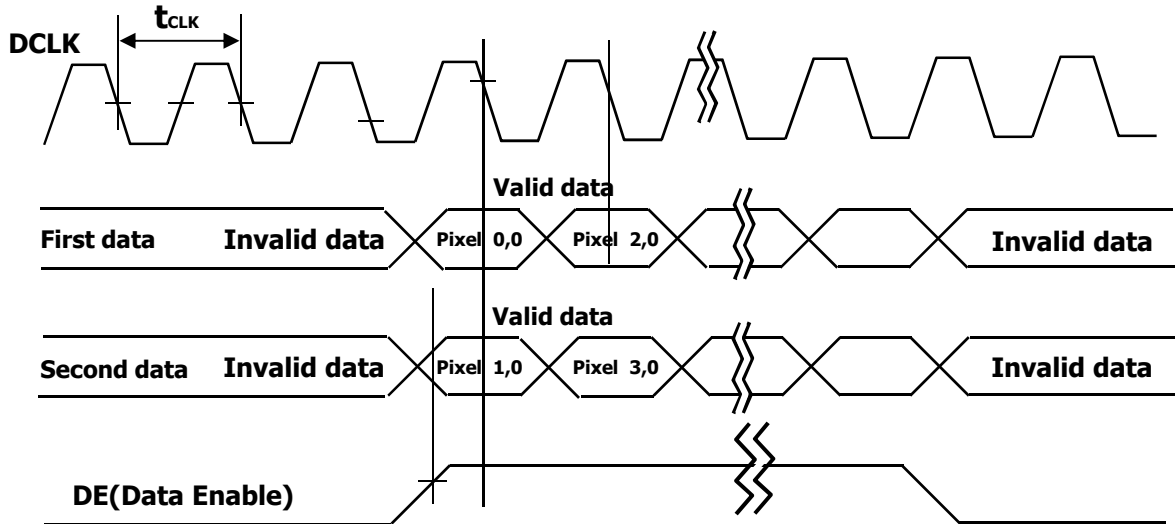 tCLK
DCLK
Valid data
First data Invalid data Pixel 0,0 Pixel 2,0 Invalid data
Valid data
Second data Invalid data Pixel 1,0 Pixel 3,0 Invalid data
DE(Data Enable)